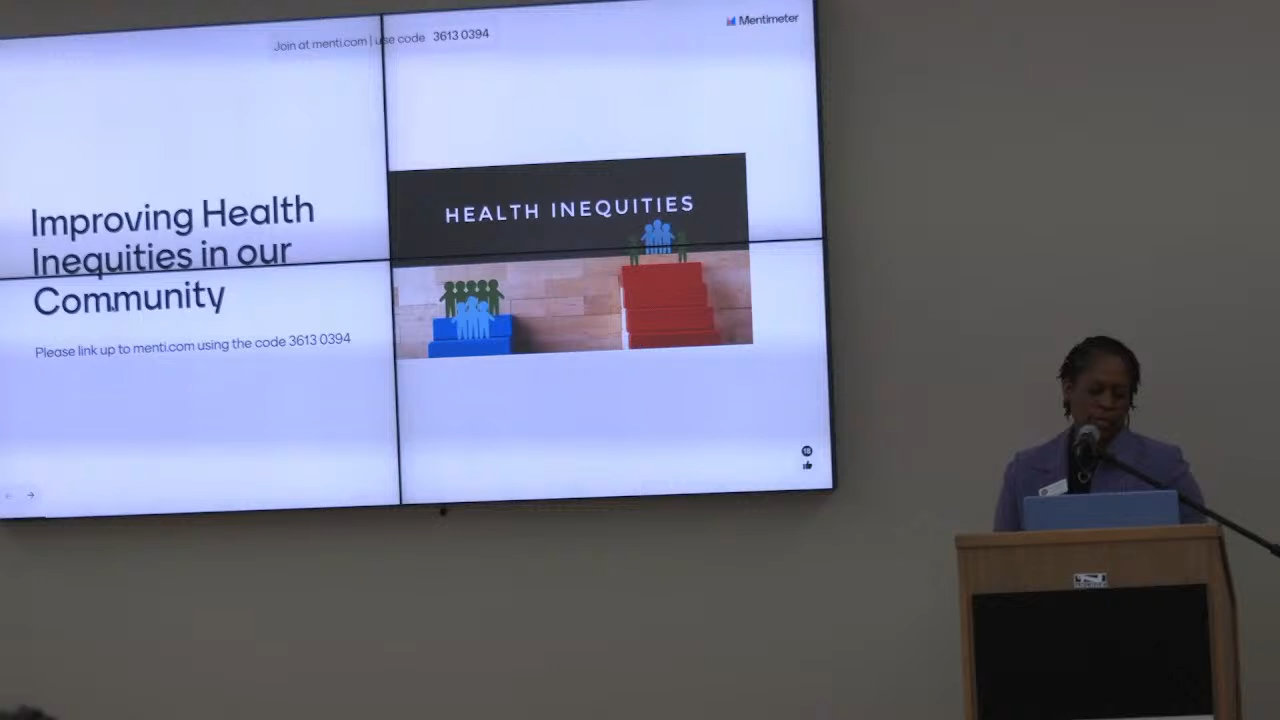 Join at menti.com | use code 3613 0394
Mentimeter
Improving Health
Inequities in our
Community
Please link up to menti.com using the code 3613 0394
HEALTH INEQUITIES